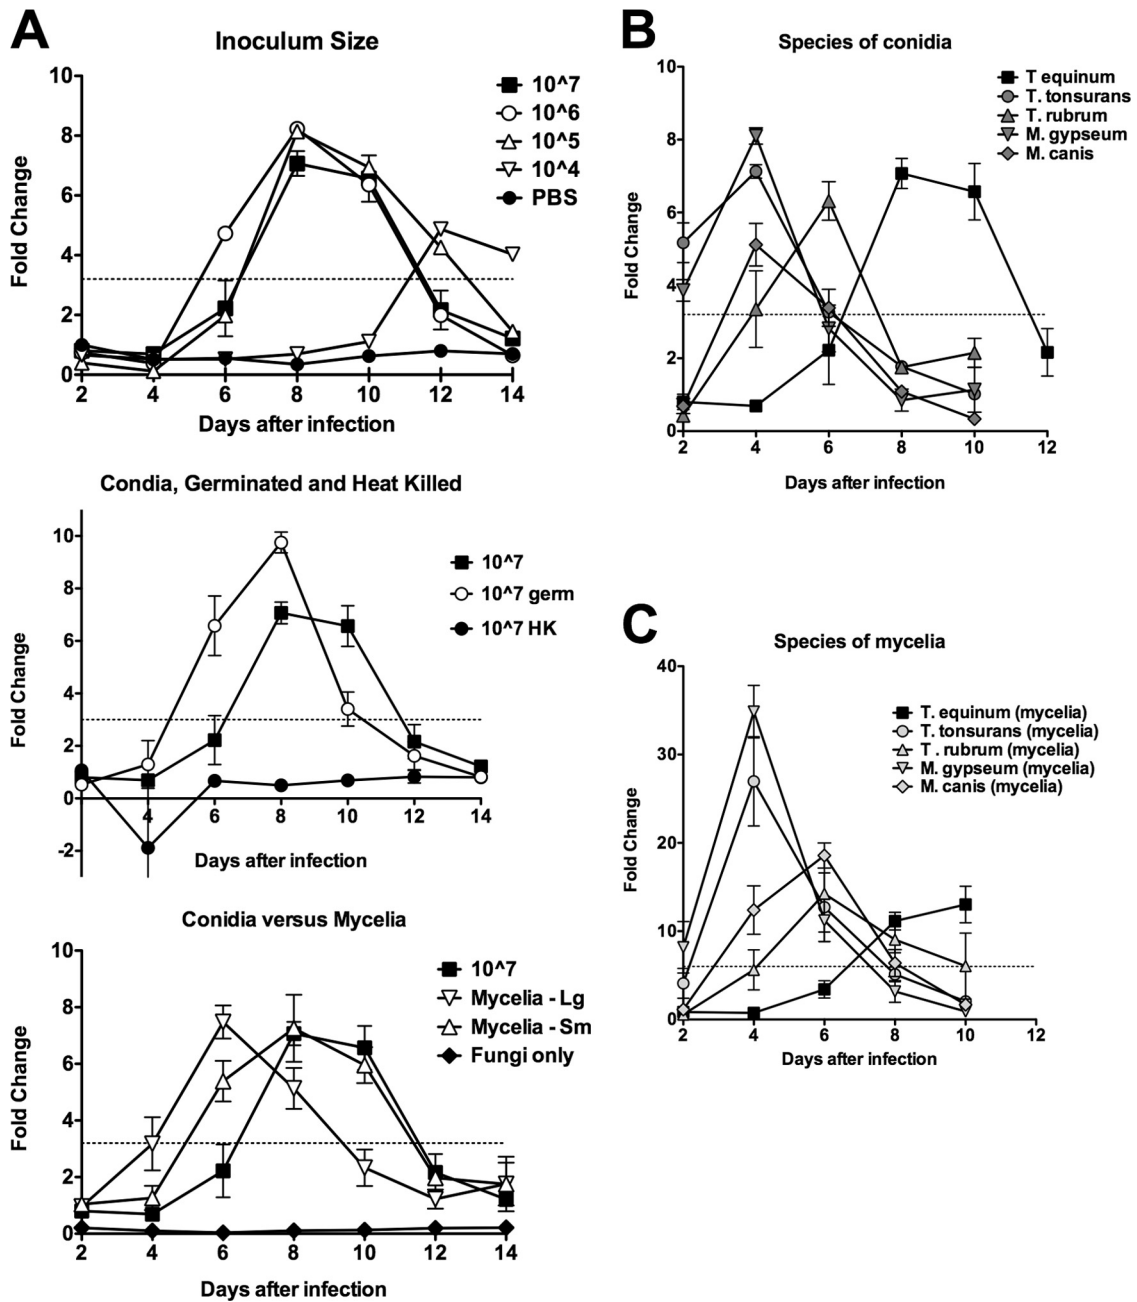 A
Inoculum Size
10
8
6
4
2
0
Fold Change
10^7
10^6
10^5
10^4
PBS
2 4 6 8 10 12 14
Days after infection
Condia, Germinated and Heat Killed
10
8
6
4
2
0
-2
Fold Change
10^7
10^7 germ
10^7 HK
4 6 8 10 12 14
Days after infection
Conidia versus Mycelia
10
8
6
4
2
0
Fold Change
10^7
Mycelia - Lg
Mycelia - Sm
Fungi only
2 4 6 8 10 12 14
Days after infection
B
Species of conidia
10
8
6
4
2
0
Fold Change
T equinum
T. tonsurans
T. rubrum
M. gypseum
M. canis
2 4 6 8 10 12
Days after infection
C
Species of mycelia
40
30
20
10
0
Fold Change
T. equinum (mycelia)
T. tonsurans (mycelia)
T . rubrum (mycelia)
M. gypseum (mycelia)
M. canis (mycelia)
2 4 6 8 10 12
Days after infection